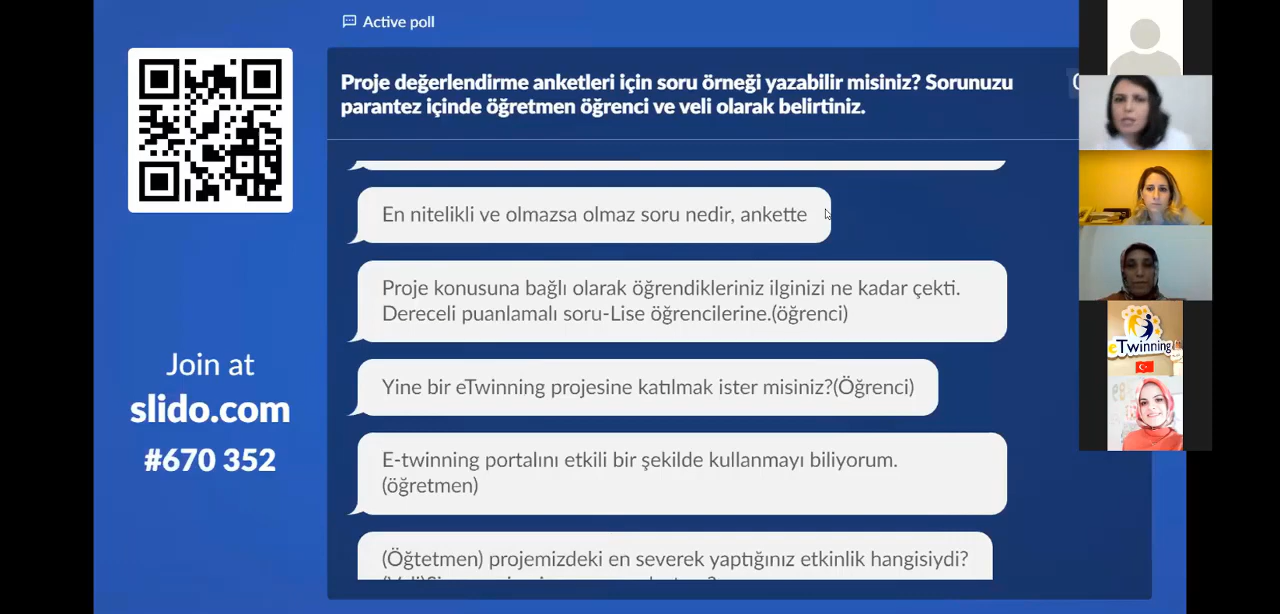 Active poll
Proje değerlendirme anketleri için soru örneği yazabilir misiniz? Sorunuzu
parantez içinde öğretmen öğrenci ve veli olarak belirtiniz.
En nitelikli ve olmazsa olmaz soru nedir, ankette
Proje konusuna bağlı olarak öğrendikleriniz ilginizi ne kadar çekti.
Dereceli puanlamalı soru-Lise öğrencilerine.(öğrenci)
Yine bir eTwinning projesine katılmak ister misiniz?(Öğrenci)
E-twinning portalını etkili bir şekilde kullanmayı biliyorum.
(öğretmen)
(Öğtetmen) projemizdeki en severek yaptığınız etkinlik hangisiydi?
Join at
slido.com
#670 352
eTwinning